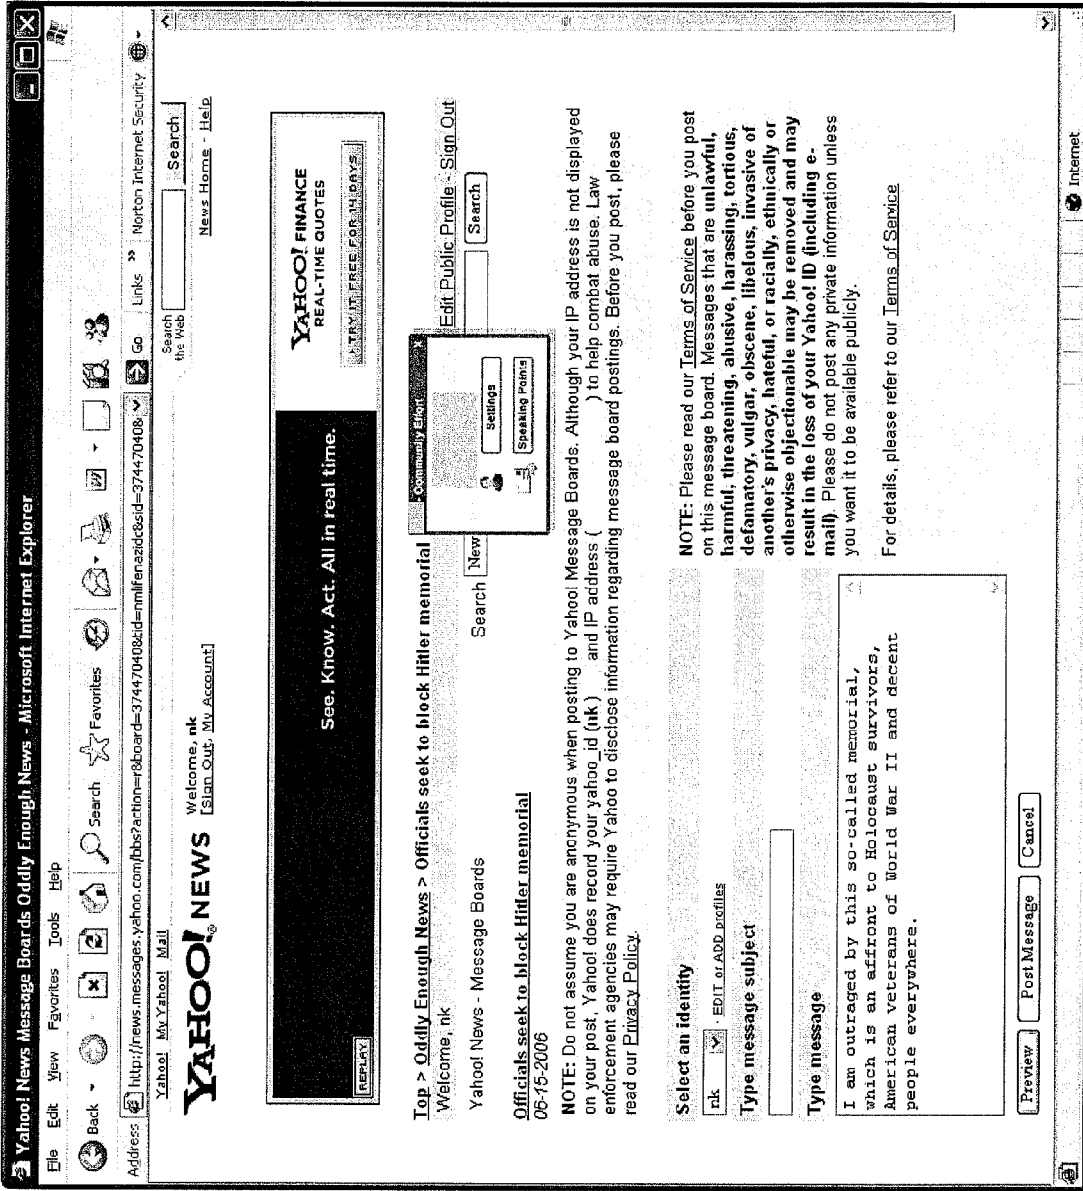 Yahoo! News Message Boards Oddly Enough News - Microsoft Internet Explorer
File Edit View Favorites Tools Help
Back Search Favorites
Address http://news.messages.yahoo.com/bbs?action=r&board=37447040&tid=nmlifenazidc&sid=37447040& Go Links » Norton Internet Security
Yahoo! My Yahoo! Mail
Search the Web Search
YAHOO! NEWS
Welcome, nk
[Sign Out, My Account]
News Home - Help
See. Know. Act. All in real time.
YAHOO! FINANCE
REAL-TIME QUOTES
TRY IT FREE FOR 14 DAYS
REPLAY
Top > Oddly Enough News > Officials seek to block Hitler memorial
Welcome, nk
Edit Public Profile - Sign Out
Yahoo! News - Message Boards
Search New Search
Community Effort
Settings
Speaking Points
Officials seek to block Hitler memorial
06-15-2006
NOTE: Do not assume you are anonymous when posting to Yahoo! Message Boards. Although your IP address is not displayed
on your post, Yahoo! does record your yahoo_id (nk) and IP address ( ) to help combat abuse. Law
enforcement agencies may require Yahoo to disclose information regarding message board postings. Before you post, please
read our Privacy Policy.
Select an identity
nk - EDIT or ADD profiles
Type message subject
Type message
I am outraged by this so-called memorial,
which is an affront to Holocaust survivors,
American veterans of World War II and decent
people everywhere.
Preview Post Message Cancel
NOTE: Please read our Terms of Service before you post
on this message board. Messages that are unlawful,
harmful, threatening, abusive, harassing, tortious,
defamatory, vulgar, obscene, libelous, invasive of
another's privacy, hateful, or racially, ethnically or
otherwise objectionable may be removed and may
result in the loss of your Yahoo! ID (including e-
mail). Please do not post any private information unless
you want it to be available publicly.
For details, please refer to our Terms of Service
Internet